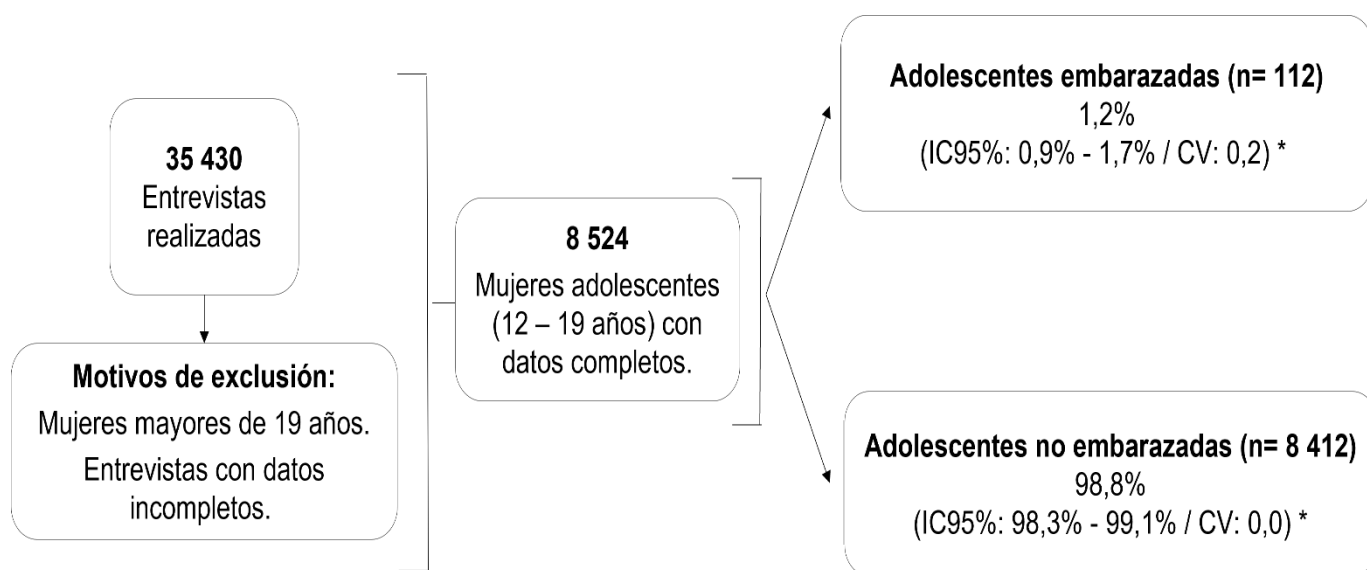 35 430
Entrevistas
realizadas
Motivos de exclusión:
Mujeres mayores de 19 años.
Entrevistas con datos
incompletos.
8 524
Mujeres adolescentes
(12 – 19 años) con
datos completos.
Adolescentes embarazadas (n= 112)
1,2%
(IC95%: 0,9% - 1,7% / CV: 0,2) *
Adolescentes no embarazadas (n= 8 412)
98,8%
(IC95%: 98,3% - 99,1% / CV: 0,0) *